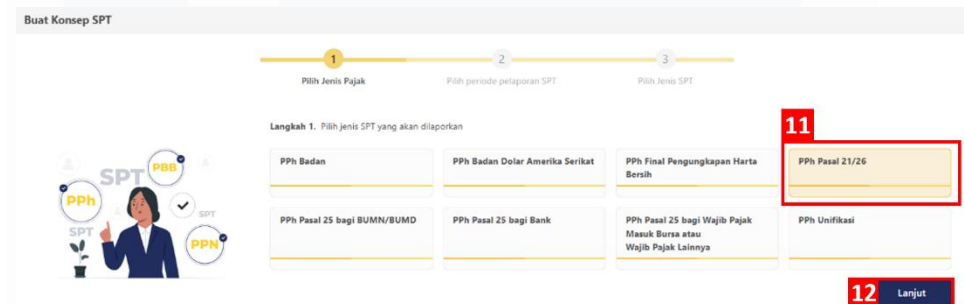 Buat Konsep SPT
1
2
3
Pilih Jenis Pajak
Pilih periode pelaporan SPT
Pilih Jenis SPT
Langkah 1. Pilih jenis SPT yang akan dilaporkan
11
PPh Badan
PPh Badan Dolar Amerika Serikat
PPh Final Pengungkapan Harta
Bersih
PPh Pasal 21/26
PPh Pasal 25 bagi BUMN/BUMD
PPh Pasal 25 bagi Bank
PPh Pasal 25 bagi Wajib Pajak
Masuk Bursa atau
Wajib Pajak Lainnya
PPh Unifikasi
SPT
PBB
PPh
SPT
SPT
PPN
12
Lanjut